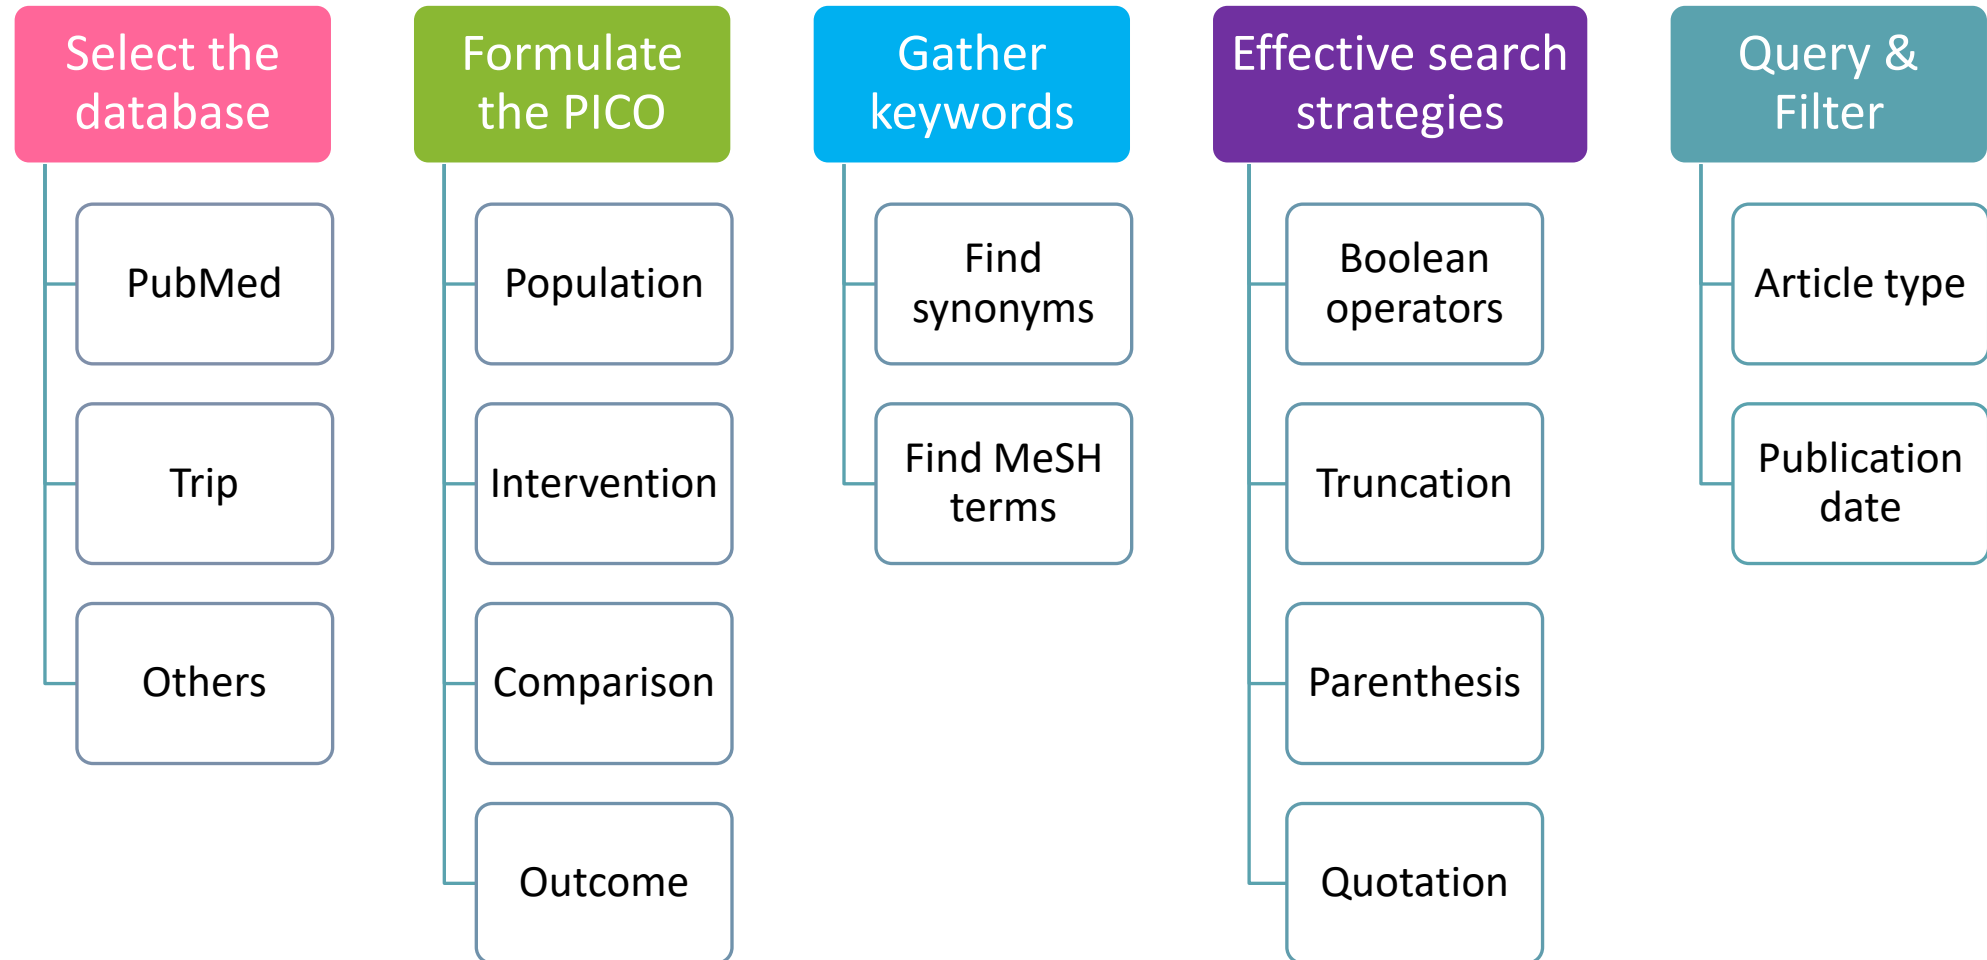 Select the
database
PubMed
Trip
Others
Formulate
the PICO
Population
Intervention
Comparison
Outcome
Gather
keywords
Find
synonyms
Find MeSH
terms
Effective search
strategies
Boolean
operators
Truncation
Parenthesis
Quotation
Query &
Filter
Article type
Publication
date